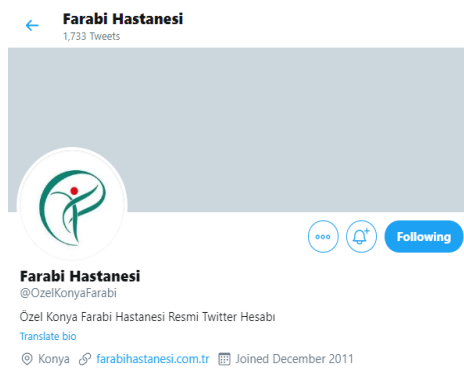 Farabi Hastanesi
1,733 Tweets
Following
Farabi Hastanesi
@OzelKonyaFarabi
Özel Konya Farabi Hastanesi Resmi Twitter Hesabı
Translate bio
Konya farabihastanesi.com.tr Joined December 2011